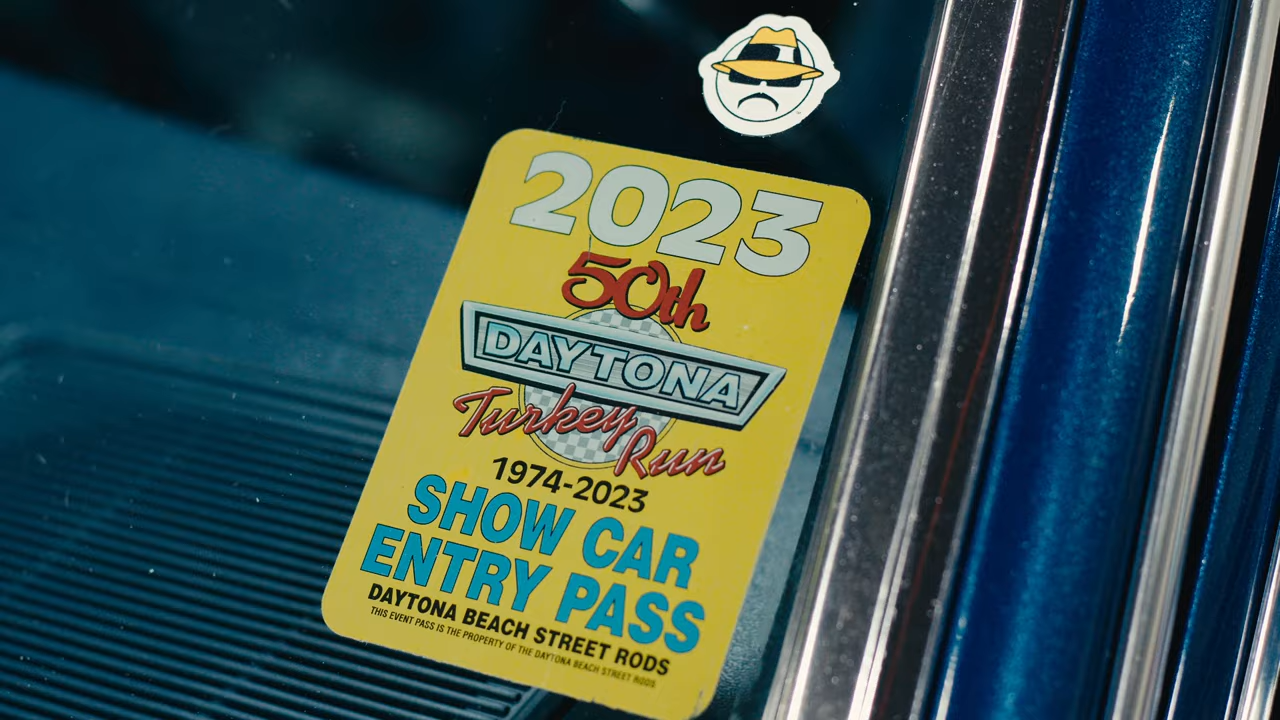 2023
50th
DAYTONA
Turkey Run
1974-2023
SHOW CAR
ENTRY PASS
DAYTONA BEACH STREET RODS
THIS EVENT PASS IS THE PROPERTY OF THE DAYTONA BEACH STREET RODS